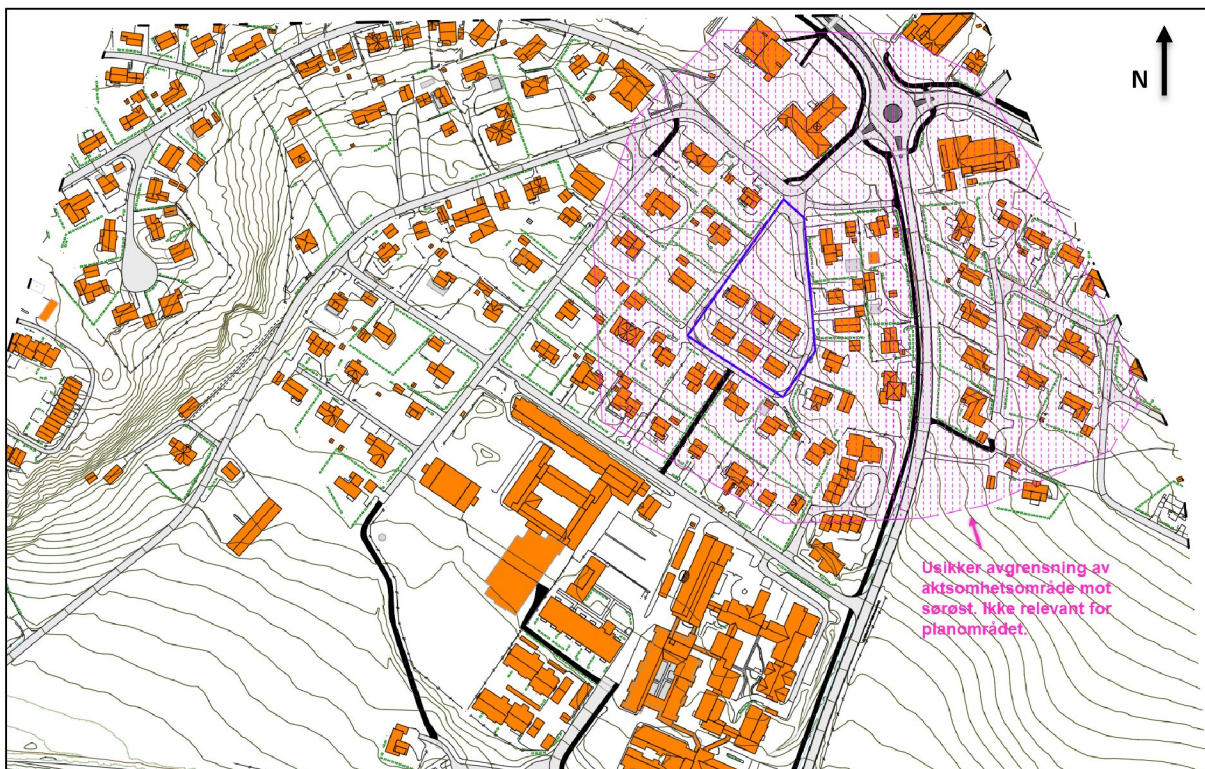 N
Usikker avgrensning av
aktsomhetsområde mot
sørøst. Ikke relevant for
planområdet.